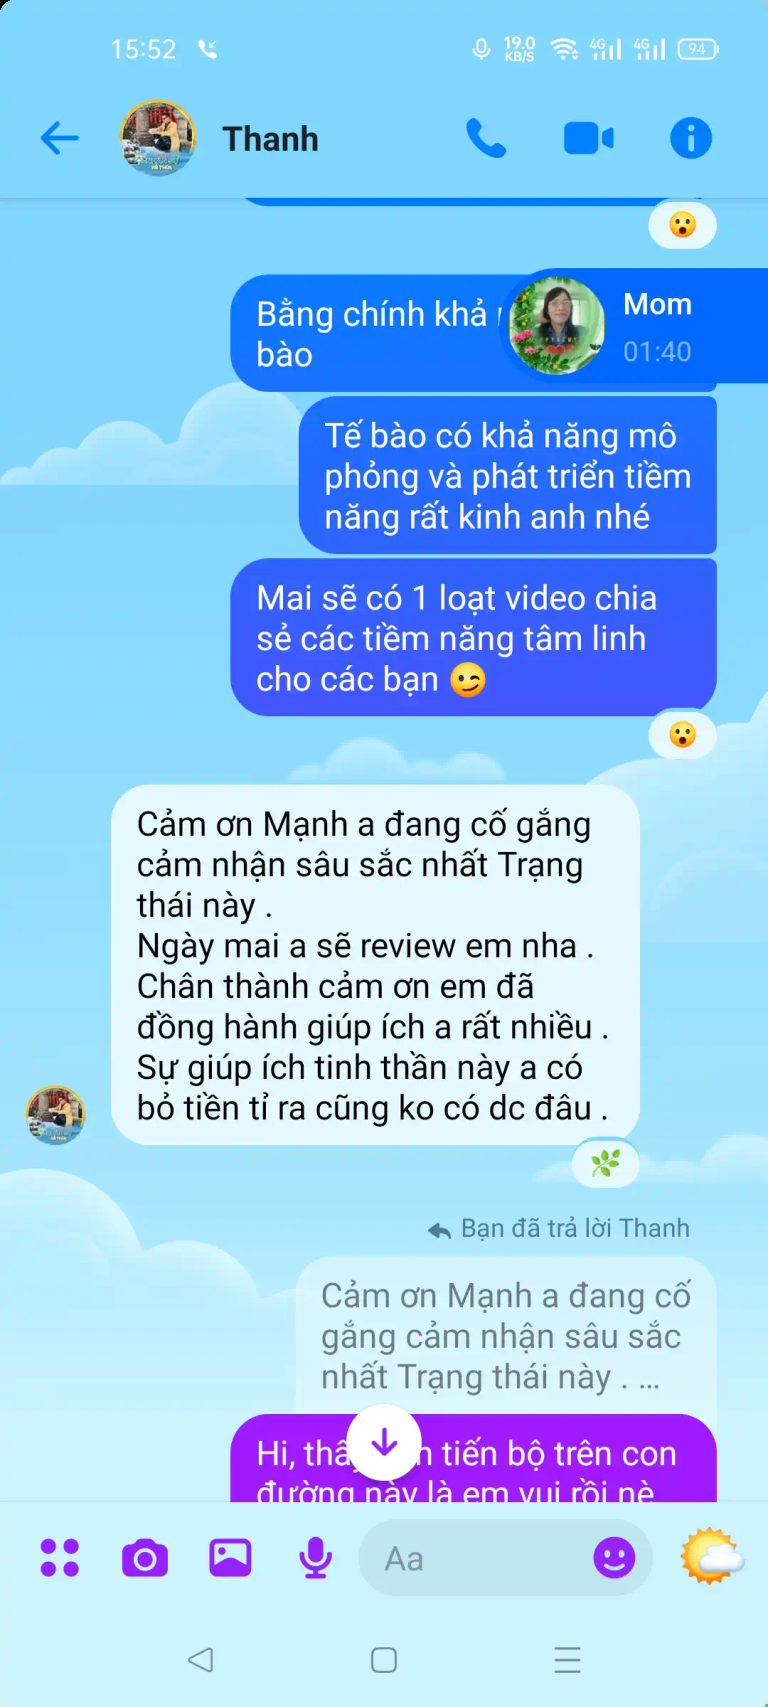 15:52
19.0
KB/S
4G
4G
94
Thanh
Bằng chính khả
bào
Mom
01:40
Tế bào có khả năng mô
phỏng và phát triển tiềm
năng rất kinh anh nhé
Mai sẽ có 1 loạt video chia
sẻ các tiềm năng tâm linh
cho các bạn 😉
Cảm ơn Mạnh a đang cố gắng
cảm nhận sâu sắc nhất Trạng
thái này .
Ngày mai a sẽ review em nha .
Chân thành cảm ơn em đã
đồng hành giúp ích a rất nhiều .
Sự giúp ích tinh thần này a có
bỏ tiền tỉ ra cũng ko có dc đâu .
Bạn đã trả lời Thanh
Cảm ơn Mạnh a đang cố
gắng cảm nhận sâu sắc
nhất Trạng thái này . ...
Hi, tiến bộ trên con
đường này là em vui rồi nè
Aa